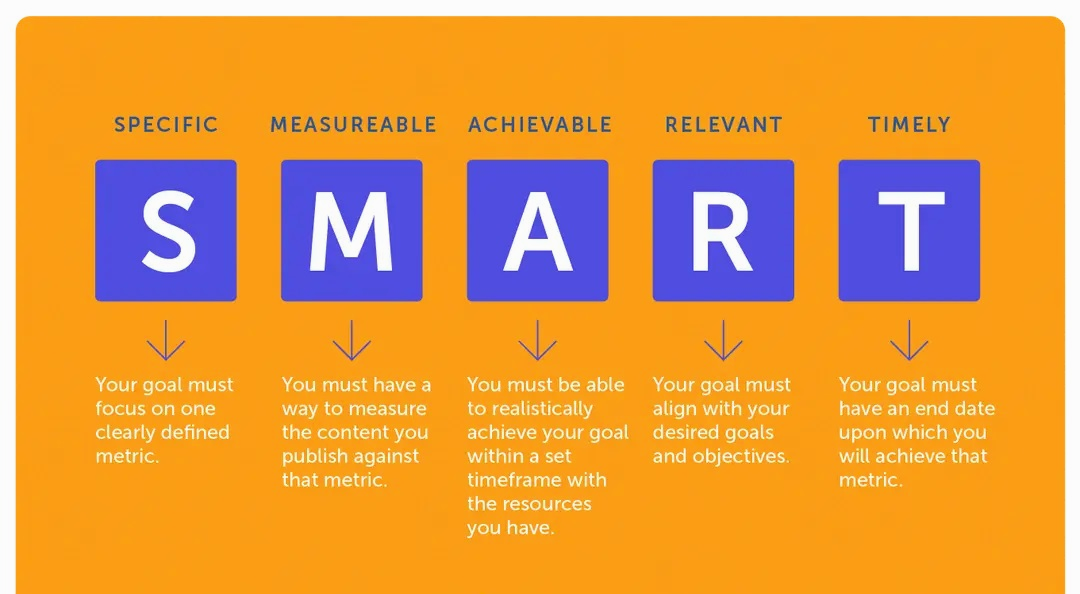 SPECIFIC
S
Your goal must
focus on one
clearly defined
metric.
MEASUREABLE
M
You must have a
way to measure
the content you
publish against
that metric.
ACHIEVABLE
A
You must be able
to realistically
achieve your goal
within a set
timeframe with
the resources
you have.
RELEVANT
R
Your goal must
align with your
desired goals
and objectives.
TIMELY
T
Your goal must
have an end date
upon which you
will achieve that
metric.